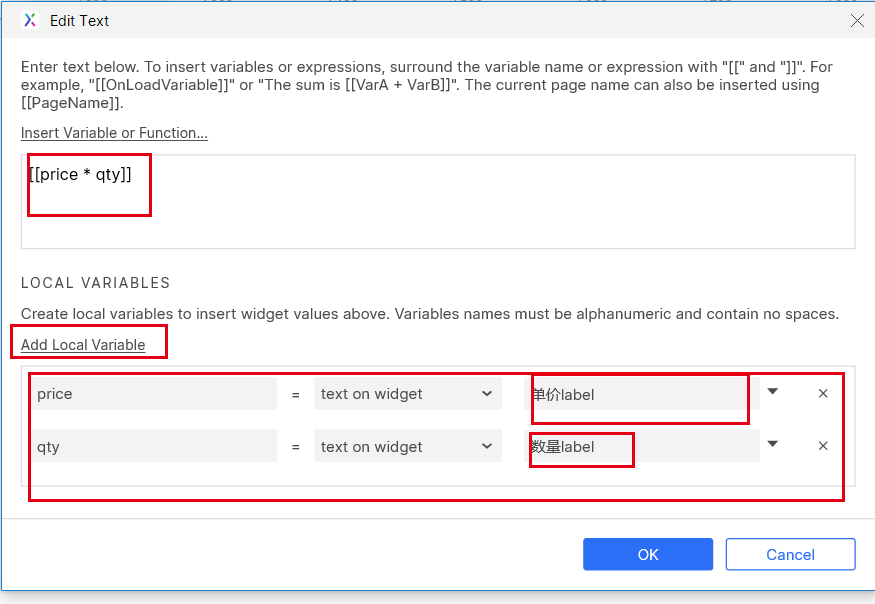 Edit Text
Enter text below. To insert variables or expressions, surround the variable name or expression with "[[" and "]]". For
example, "[[OnLoadVariable]]" or "The sum is [[VarA + VarB]]". The current page name can also be inserted using
[[PageName]].
Insert Variable or Function...
[[price * qty]]
LOCAL VARIABLES
Create local variables to insert widget values above. Variables names must be alphanumeric and contain no spaces.
Add Local Variable
price = text on widget 单价label
qty = text on widget 数量label
OK Cancel